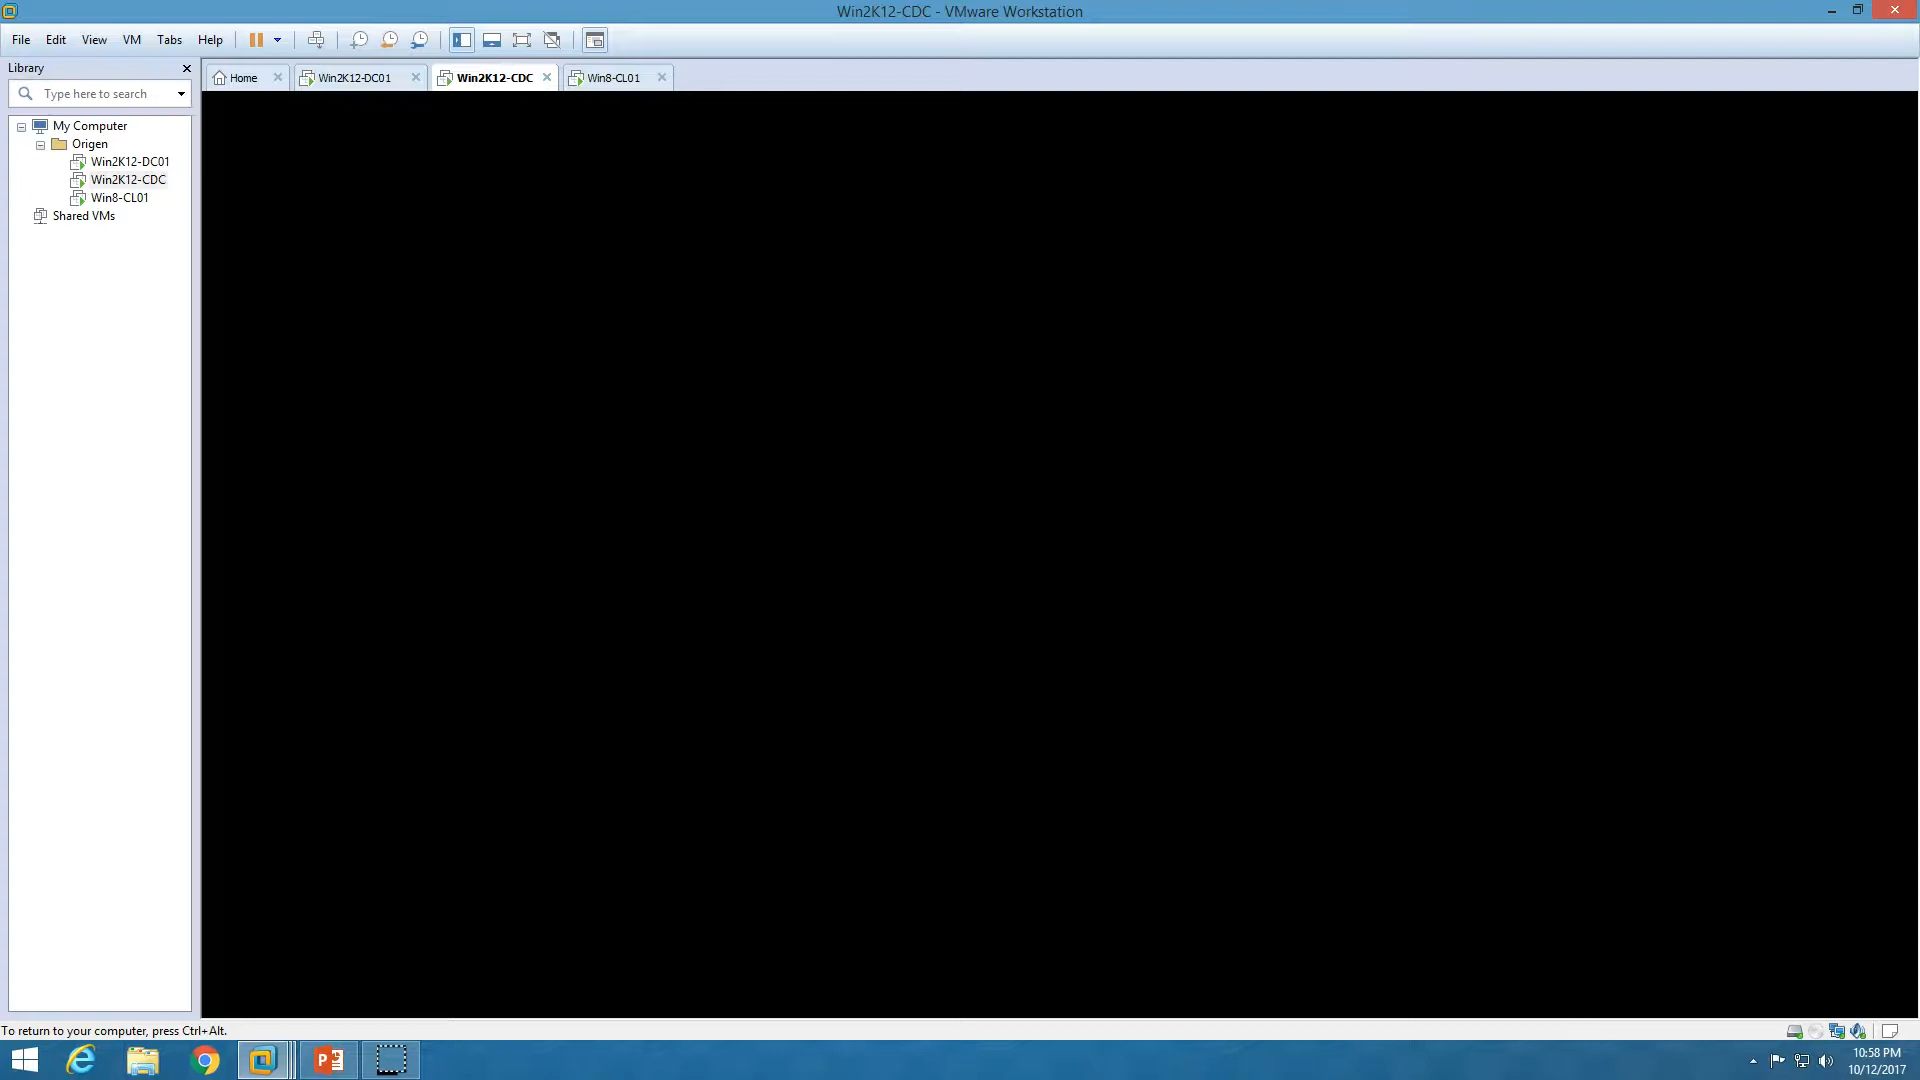 Win2K12-CDC - VMware Workstation
File Edit View VM Tabs Help
Library
Home Win2K12-DC01 Win2K12-CDC Win8-CL01
Type here to search
My Computer
Origen
Win2K12-DC01
Win2K12-CDC
Win8-CL01
Shared VMs
To return to your computer, press Ctrl+Alt.
10:58 PM
10/12/2017